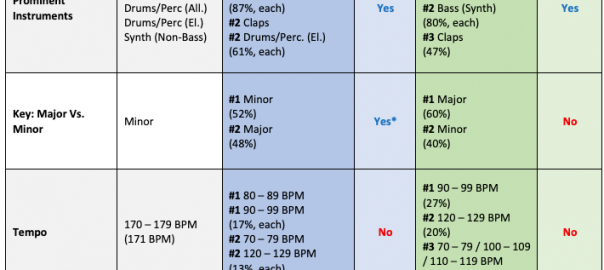 Prominent
Instruments
Drums/Perc (All.)
Drums/Perc (El.)
Synth (Non-Bass)
(87%, each)
#2 Claps
#2 Drums/Perc. (El.)
(61%, each)
Yes
#2 Bass (Synth)
(80%, each)
#3 Claps
(47%)
Yes
Key: Major Vs.
Minor
Minor
#1 Minor
(52%)
#2 Major
(48%)
Yes*
#1 Major
(60%)
#2 Minor
(40%)
No
Tempo
170 – 179 BPM
(171 BPM)
#1 80 – 89 BPM
#1 90 – 99 BPM
(17%, each)
#2 70 – 79 BPM
#2 120 – 129 BPM
(13%, each)
No
#1 90 – 99 BPM
(27%)
#2 120 – 129 BPM
(20%)
#3 70 – 79 / 100 – 109
/ 110 – 119 BPM
No